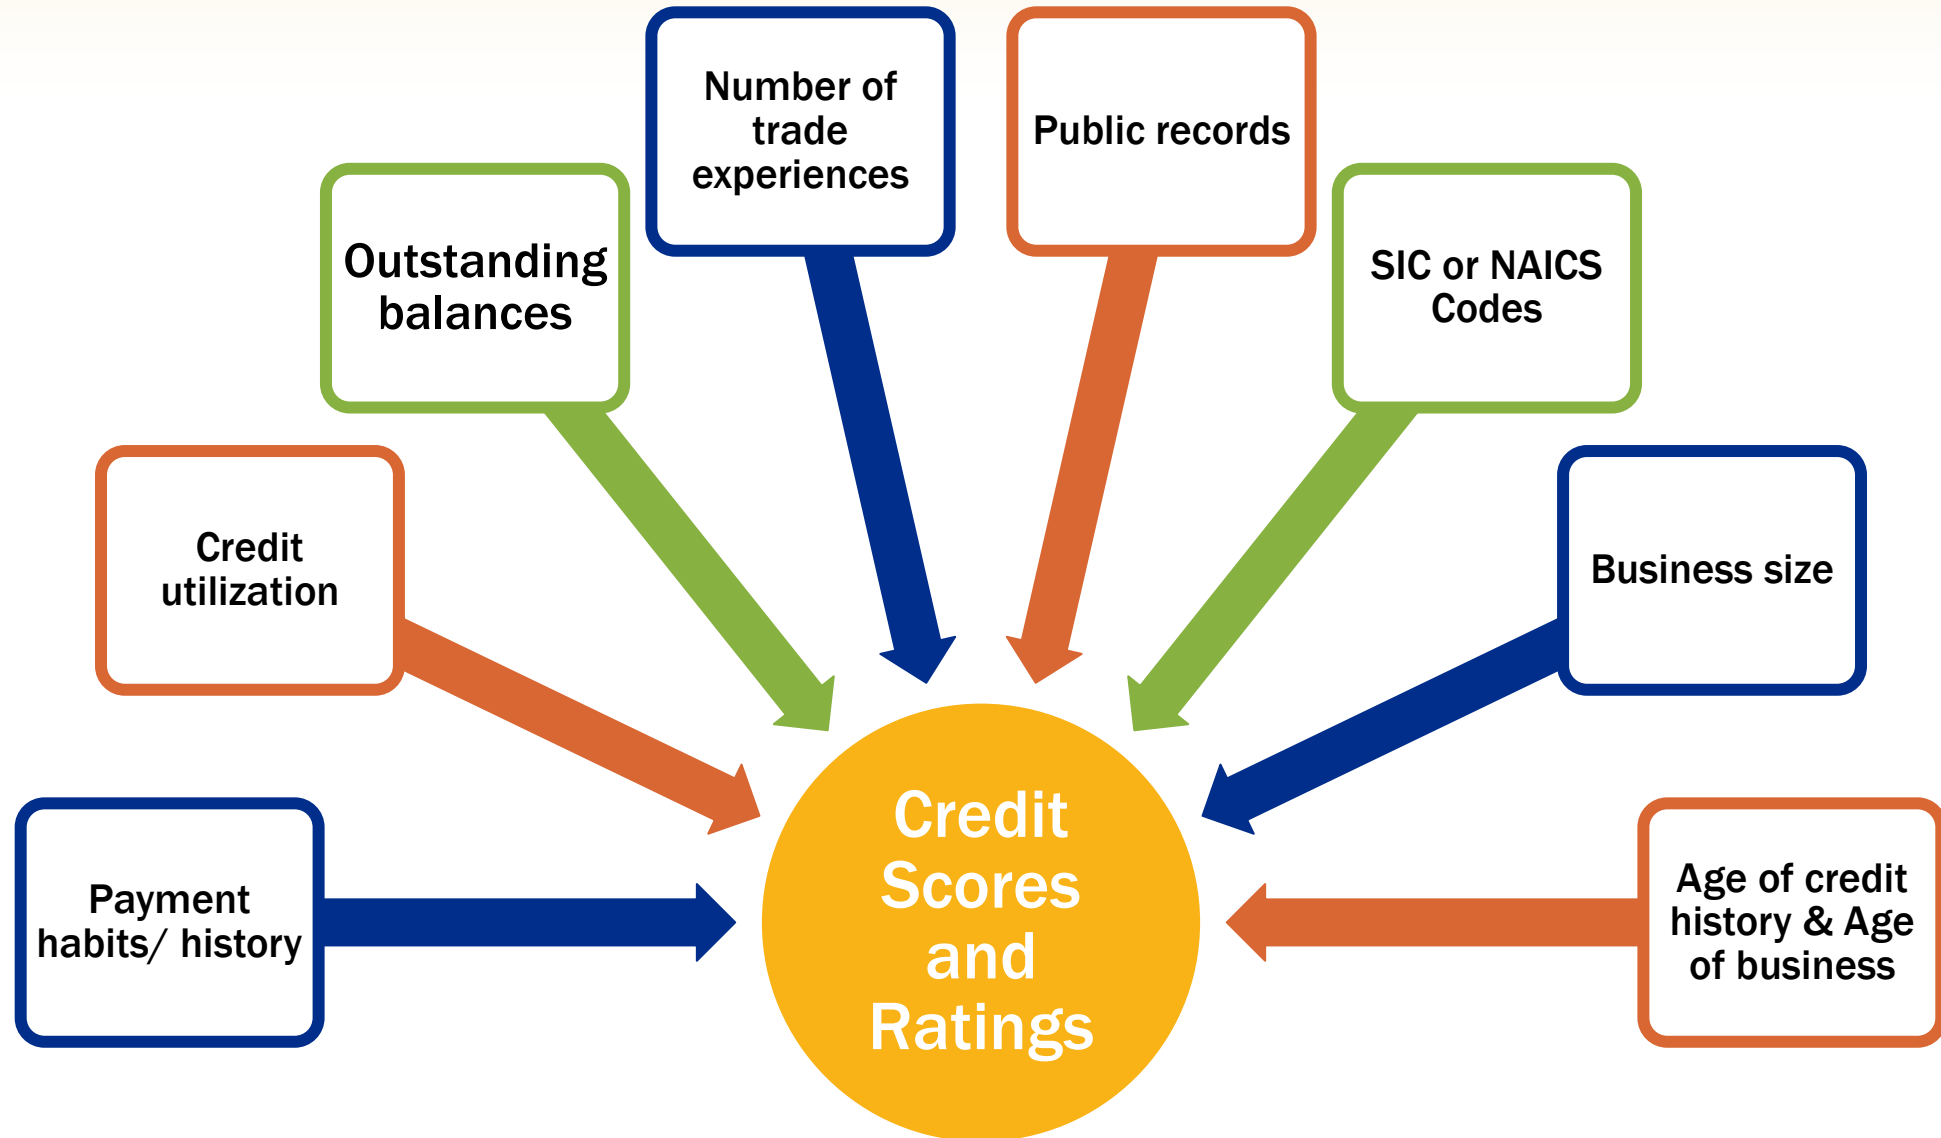 Number of
trade
experiences
Public records
Outstanding
balances
SIC or NAICS
Codes
Credit
utilization
Business size
Payment
habits/ history
Credit
Scores
and
Ratings
Age of credit
history & Age
of business